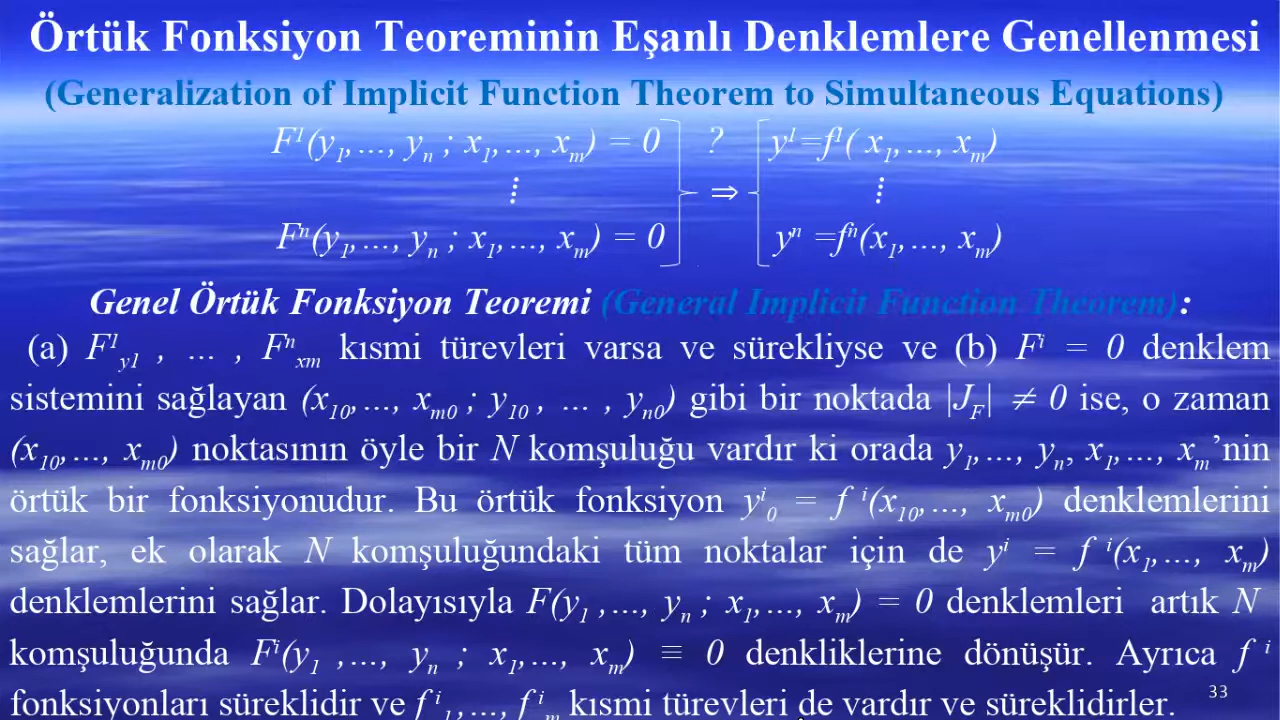 Örtük Fonksiyon Teoreminin Eşanlı Denklemlere Genellenmesi
(Generalization of Implicit Function Theorem to Simultaneous Equations)
F¹(y₁,…, yₙ ; x₁,…, xₘ) = 0 ? y¹=f¹( x₁,…, xₘ)
⁞ ⇒ ⁞
Fⁿ(y₁,…, yₙ ; x₁,…, xₘ) = 0 yⁿ =fⁿ(x₁,…, xₘ)
Genel Örtük Fonksiyon Teoremi (General Implicit Function Theorem):
(a) F¹y1 , … , Fⁿxm kısmi türevleri varsa ve sürekliyse ve (b) Fⁱ = 0 denklem
sistemini sağlayan (x₁₀,…, xₘ₀ ; y₁₀ , … , yₙ₀) gibi bir noktada |J_F| ≠ 0 ise, o zaman
(x₁₀,…, xₘ₀) noktasının öyle bir N komşuluğu vardır ki orada y₁,…, yₙ, x₁,…, xₘ’nin
örtük bir fonksiyonudur. Bu örtük fonksiyon yⁱ₀ = f ⁱ(x₁₀,…, xₘ₀) denklemlerini
sağlar, ek olarak N komşuluğundaki tüm noktalar için de yⁱ = f ⁱ(x₁,…, xₘ)
denklemlerini sağlar. Dolayısıyla F(y₁ ,…, yₙ ; x₁,…, xₘ) = 0 denklemleri artık N
komşuluğunda Fⁱ(y₁ ,…, yₙ ; x₁,…, xₘ) ≡ 0 denkliklerine dönüşür. Ayrıca f ⁱ
fonksiyonları süreklidir ve f ⁱ₁,…, f ⁱₘ kısmi türevleri de vardır ve süreklidirler.
33